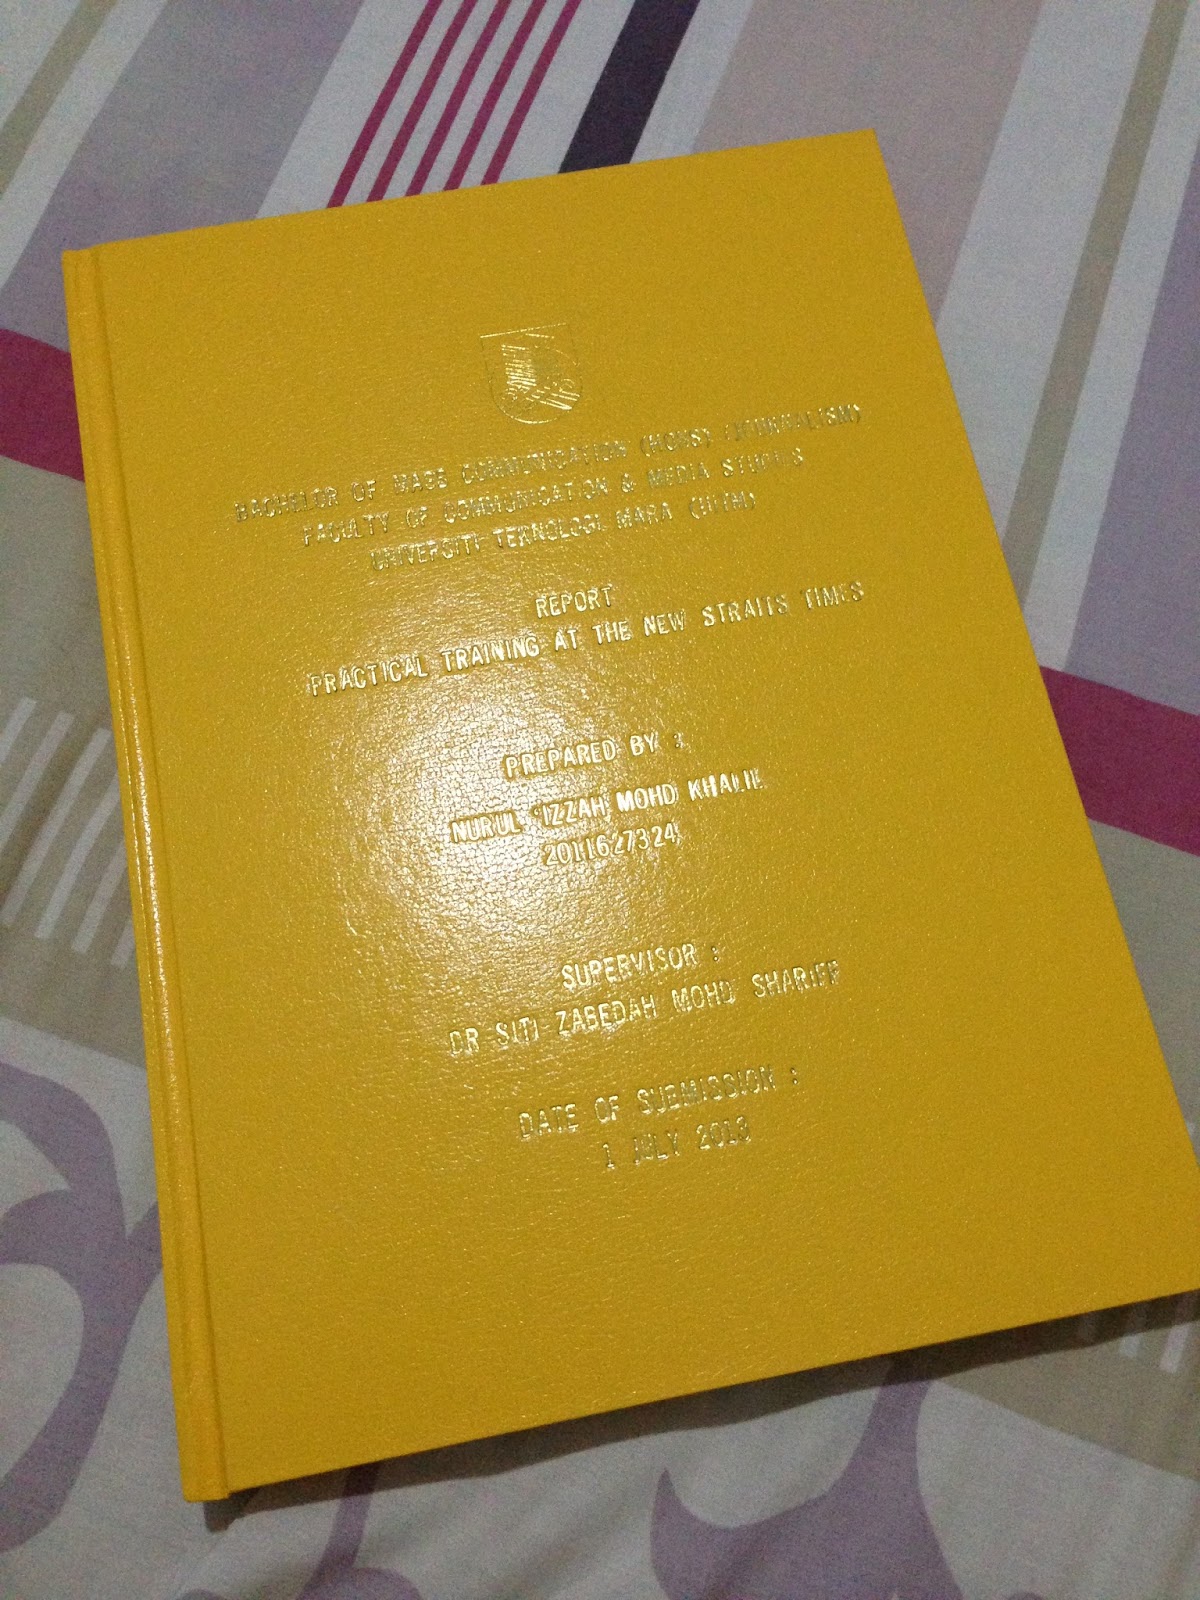 BACHELOR OF MASS COMMUNICATION (HONS) (JOURNALISM)
FACULTY OF COMMUNICATION & MEDIA STUDIES
UNIVERSITI TEKNOLOGI MARA (UITM)
REPORT
PRACTICAL TRAINING AT THE NEW STRAITS TIMES
PREPARED BY :
NURUL 'IZZAH MOHD KHALIL
2011627324
SUPERVISOR :
DR SITI ZABEDAH MOHD SHARIFF
DATE OF SUBMISSION :
1 JULY 2013